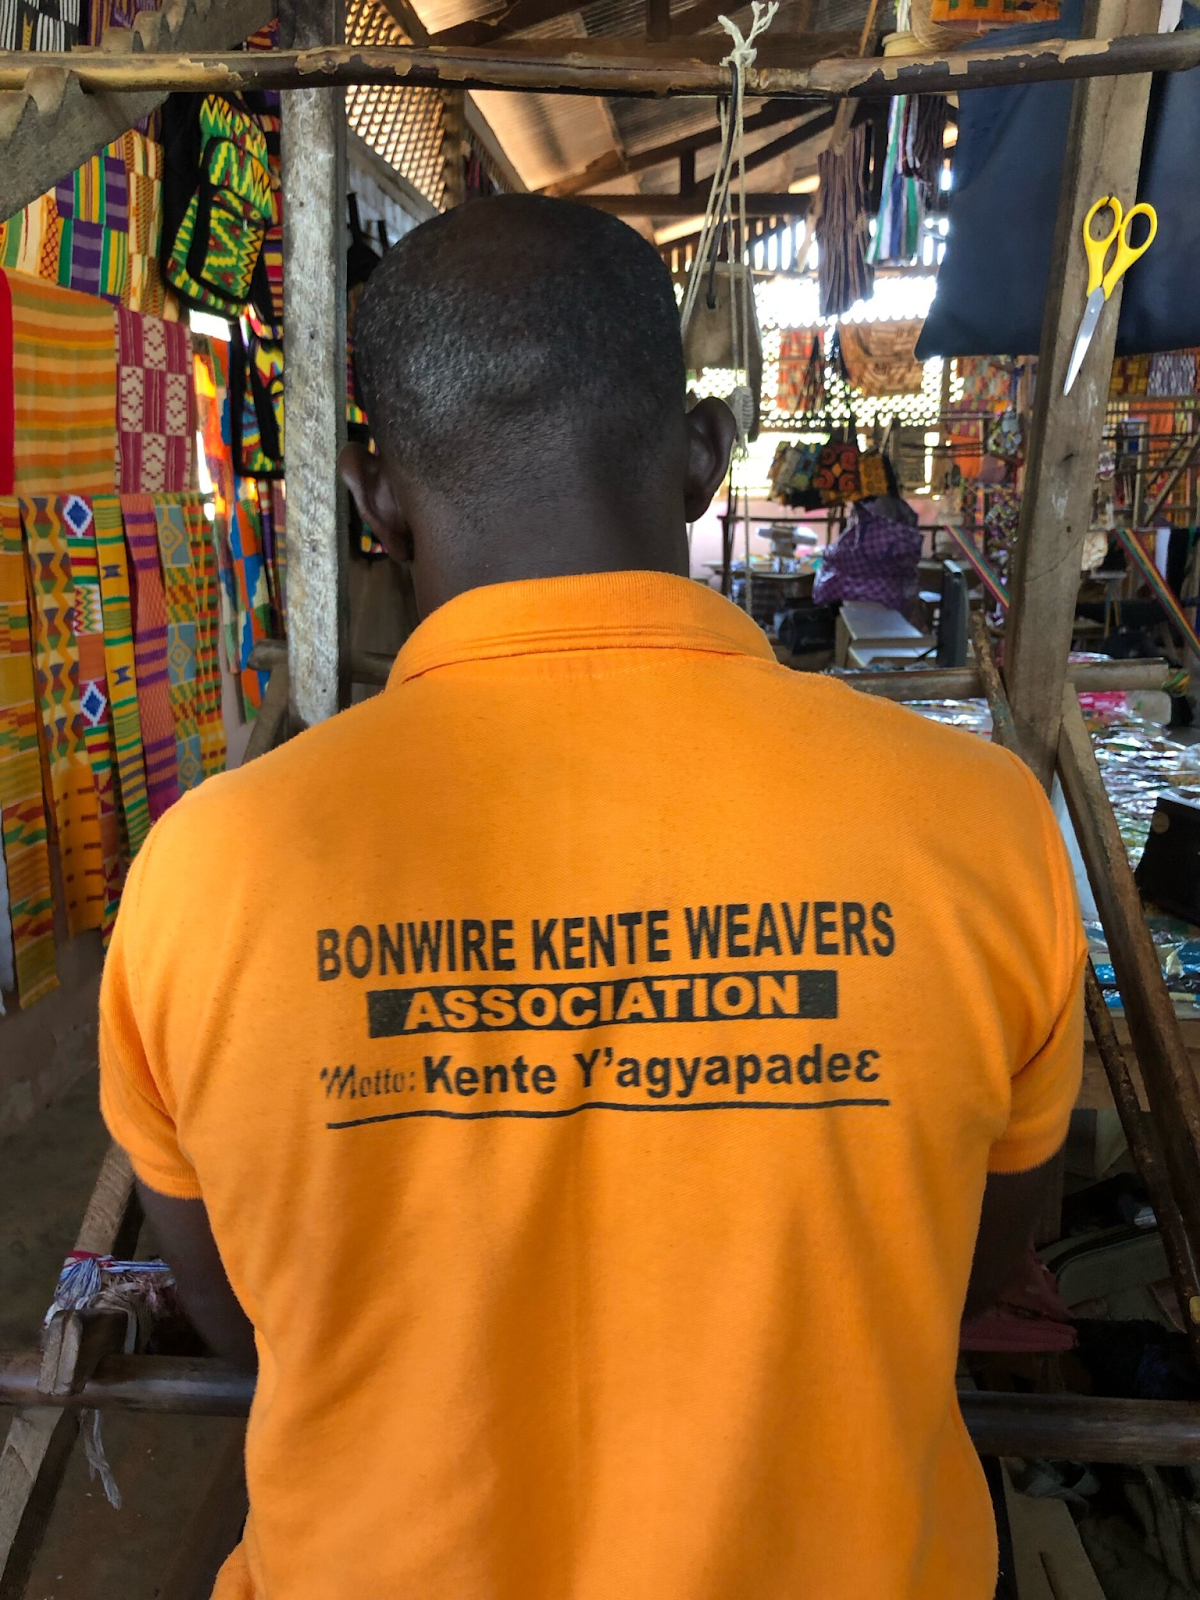 BONWIRE KENTE WEAVERS
ASSOCIATION
Motto: Kente Y'agyapadeɛ